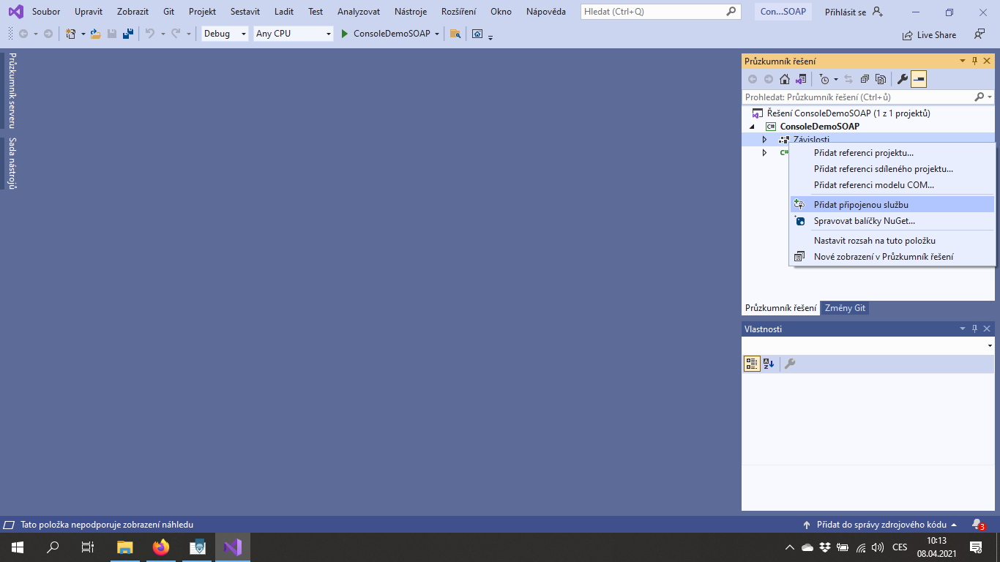 Soubor Upravit Zobrazit Git Projekt Sestavit Ladit Test Analyzovat Nástroje Rozšíření Okno Nápověda Hledat (Ctrl+Q) Con...SOAP Přihlásit se
Debug Any CPU ConsoleDemoSOAP Live Share
Průzkumník serveru
Sada nástrojů
Průzkumník řešení
Prohledat: Průzkumník řešení (Ctrl+ů)
Řešení ConsoleDemoSOAP (1 z 1 projektů)
C# ConsoleDemoSOAP
Závislosti
C#
Přidat referenci projektu...
Přidat referenci sdíleného projektu...
Přidat referenci modelu COM...
Přidat připojenou službu
Spravovat balíčky NuGet...
Nastavit rozsah na tuto položku
Nové zobrazení v Průzkumník řešení
Průzkumník řešení Změny Git
Vlastnosti
Tato položka nepodporuje zobrazení náhledu Přidat do správy zdrojového kódu 3
CES
10:13
08.04.2021